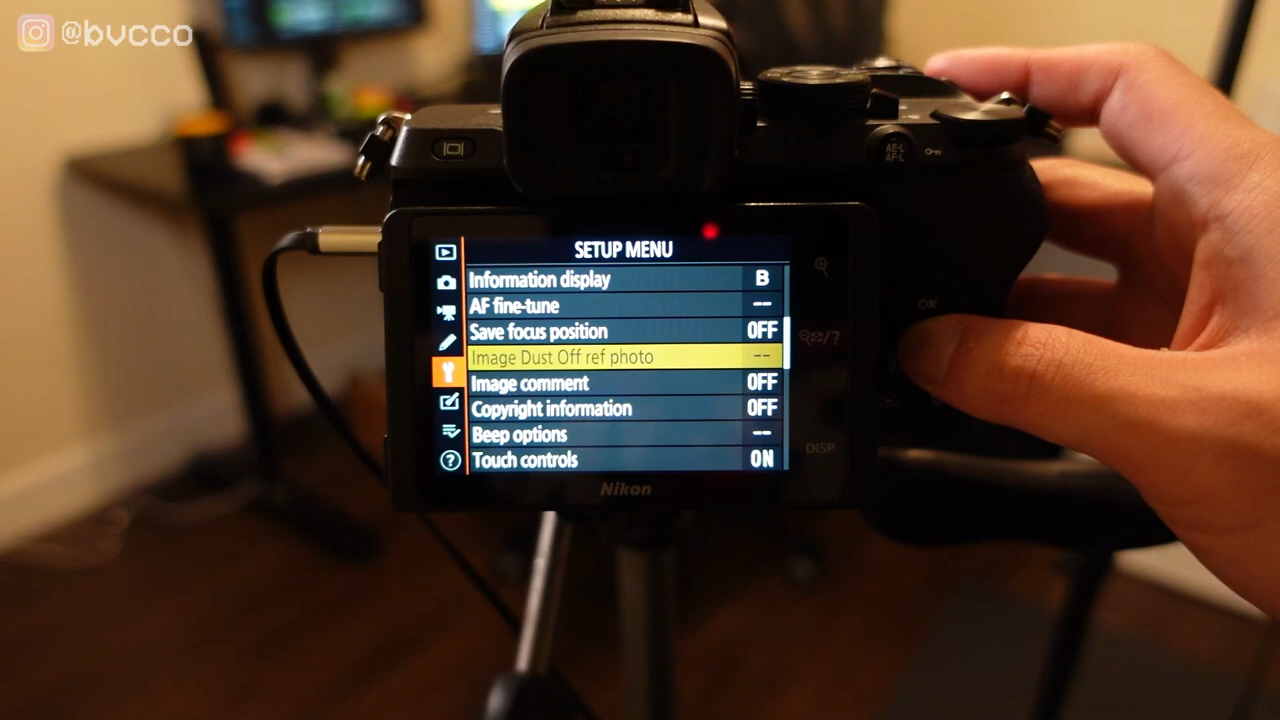 @bvcco
AE-L
AF-L
SETUP MENU
Information display B
AF fine-tune --
Save focus position OFF
Image Dust Off ref photo --
Image comment OFF
Copyright information OFF
Beep options --
Touch controls ON
OK
?
DISP
Nikon